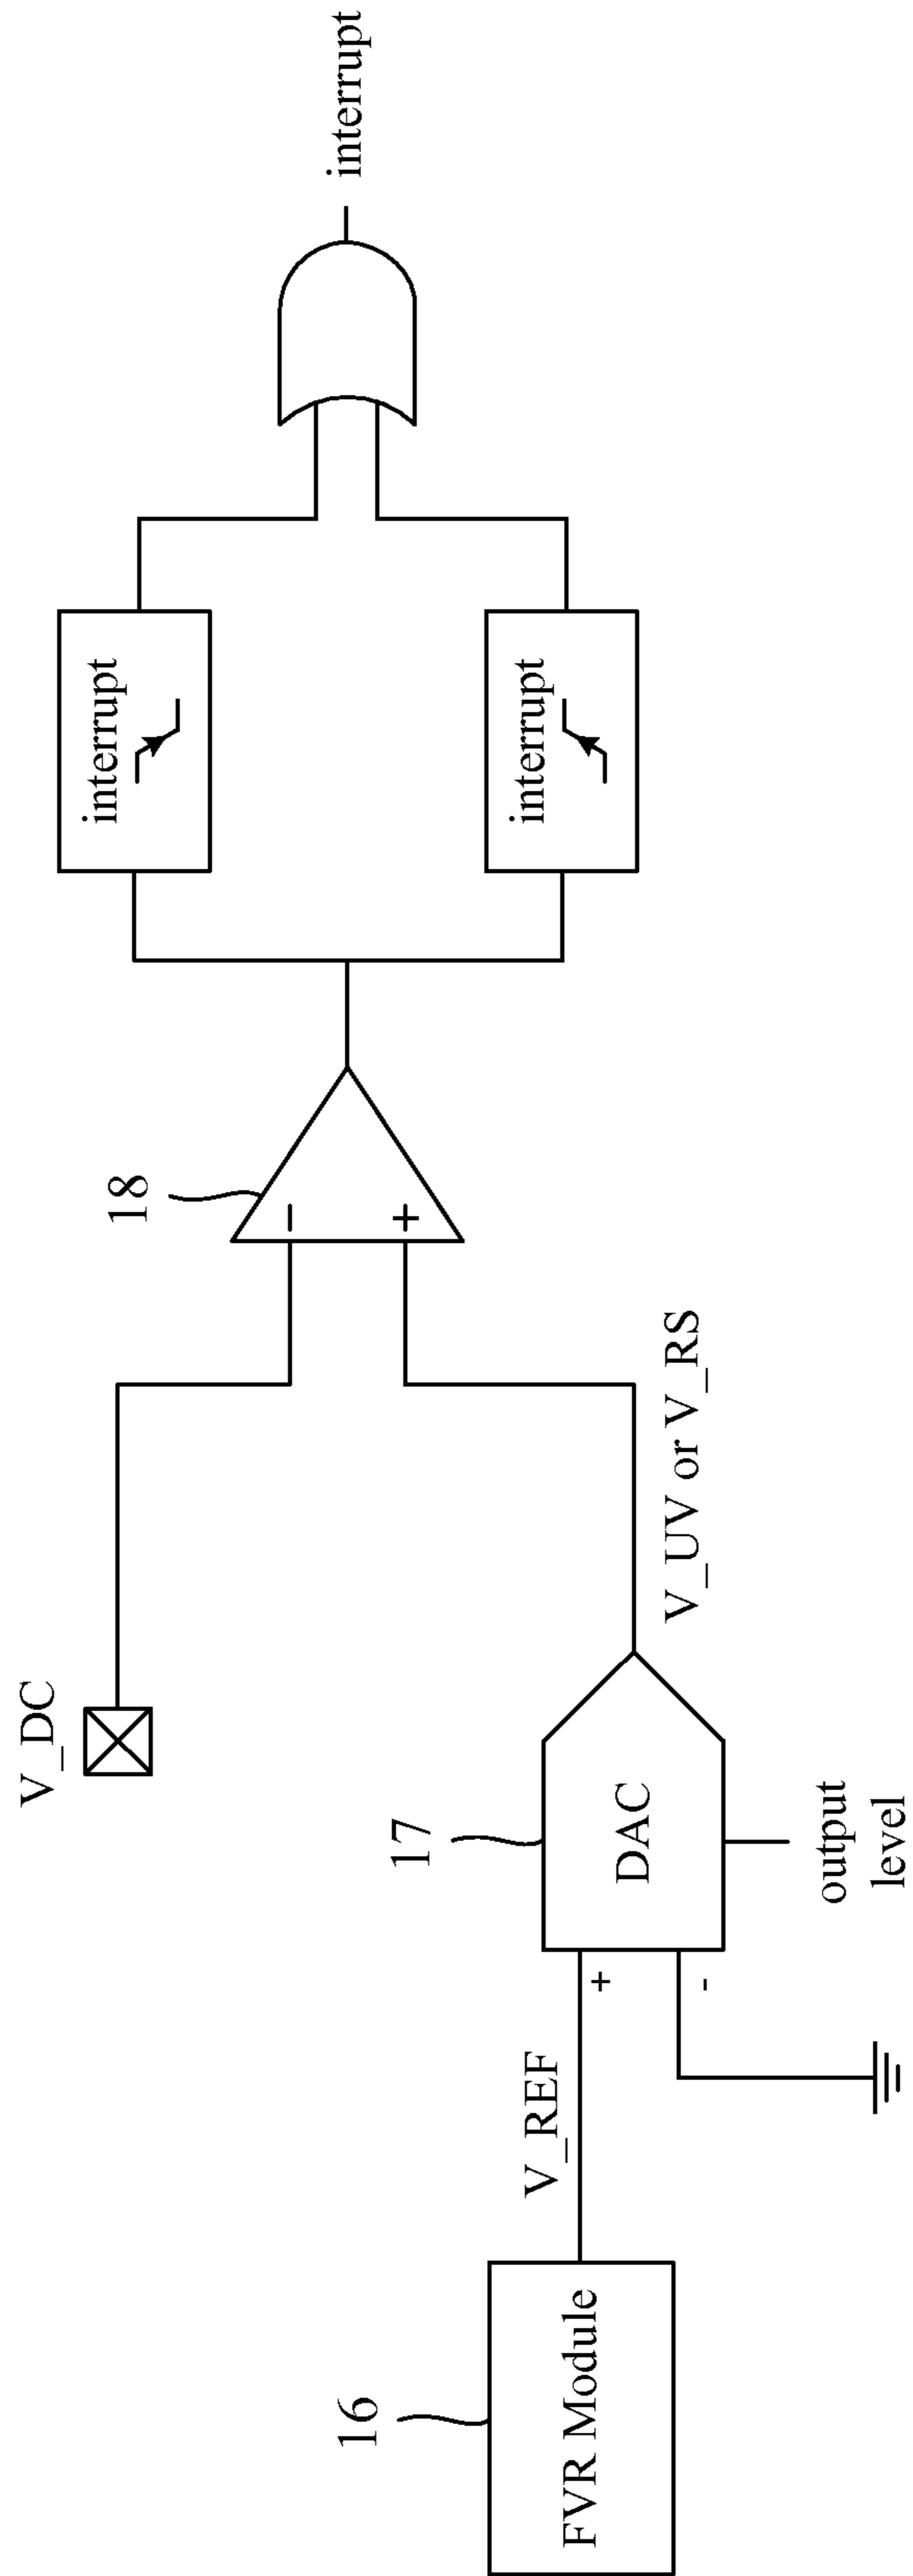 V_DC
18
interrupt
interrupt
interrupt
−
+
16
FVR Module
V_REF
17
DAC
+
-
output
level
V_UV or V_RS